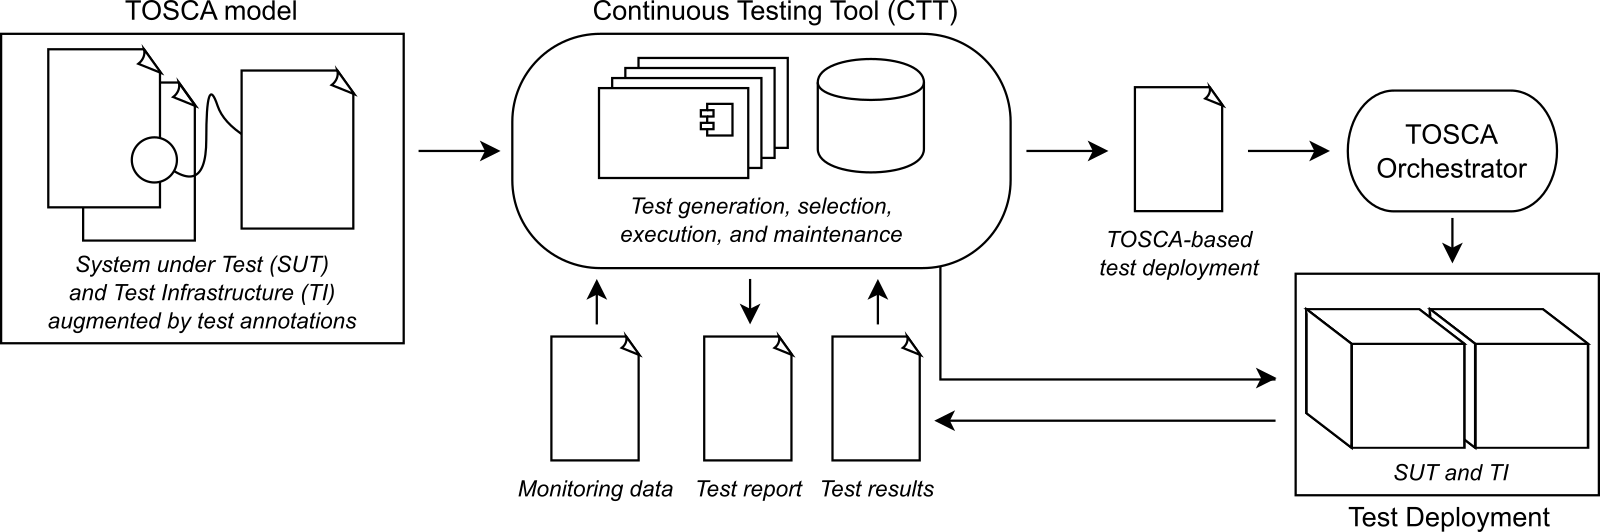 TOSCA model
System under Test (SUT)
and Test Infrastructure (TI)
augmented by test annotations
Continuous Testing Tool (CTT)
Test generation, selection,
execution, and maintenance
TOSCA-based
test deployment
TOSCA
Orchestrator
Monitoring data
Test report
Test results
SUT and TI
Test Deployment